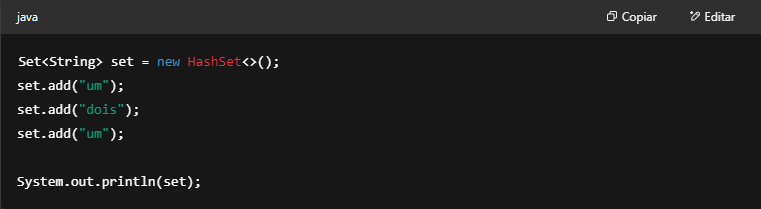 java Copiar Editar
Set<String> set = new HashSet<>();
set.add("um");
set.add("dois");
set.add("um");
System.out.println(set);